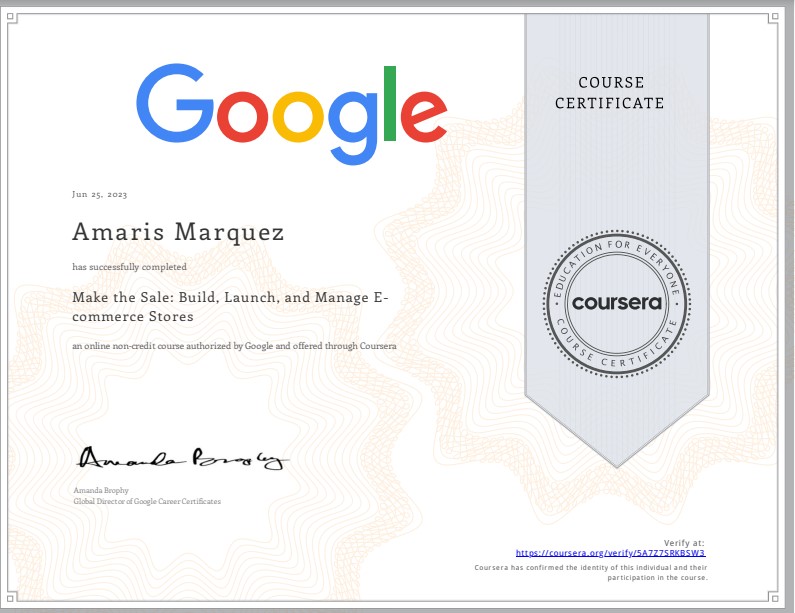 Google
COURSE
CERTIFICATE
Jun 25, 2023
Amaris Marquez
has successfully completed
Make the Sale: Build, Launch, and Manage E-
commerce Stores
an online non-credit course authorized by Google and offered through Coursera
EDUCATION FOR EVERYONE
coursera
COURSE CERTIFICATE
Amanda Brophy
Amanda Brophy
Global Director of Google Career Certificates
Verify at:
https://coursera.org/verify/5A7Z7SRKBSW3
Coursera has confirmed the identity of this individual and their
participation in the course.